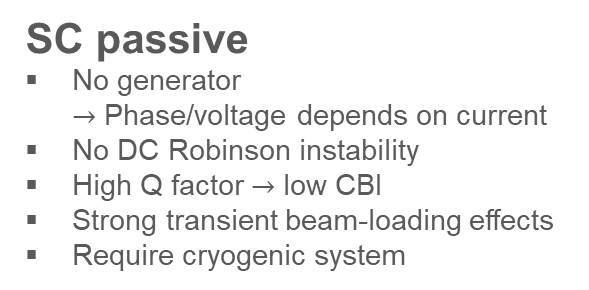 SC passive
▪ No generator
→ Phase/voltage depends on current
▪ No DC Robinson instability
▪ High Q factor → low CBI
▪ Strong transient beam-loading effects
▪ Require cryogenic system